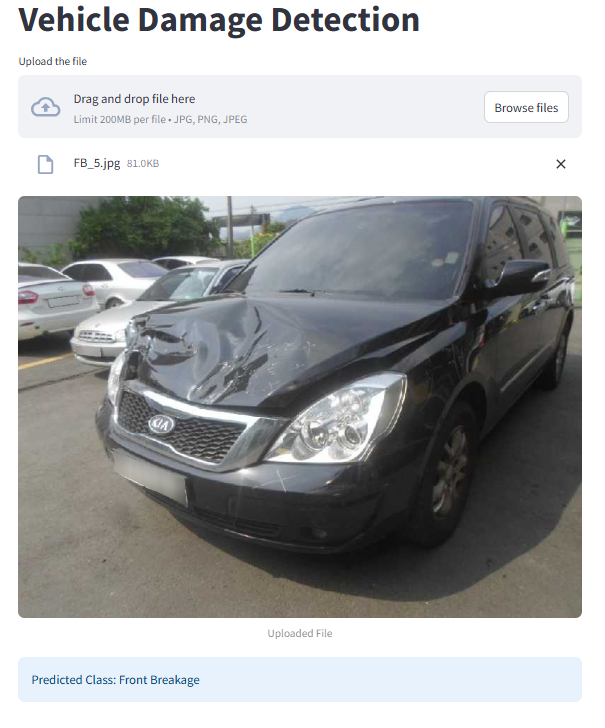 Vehicle Damage Detection
Upload the file
Drag and drop file here
Limit 200MB per file • JPG, PNG, JPEG
Browse files
FB_5.jpg 81.0KB
KIA
Uploaded File
Predicted Class: Front Breakage